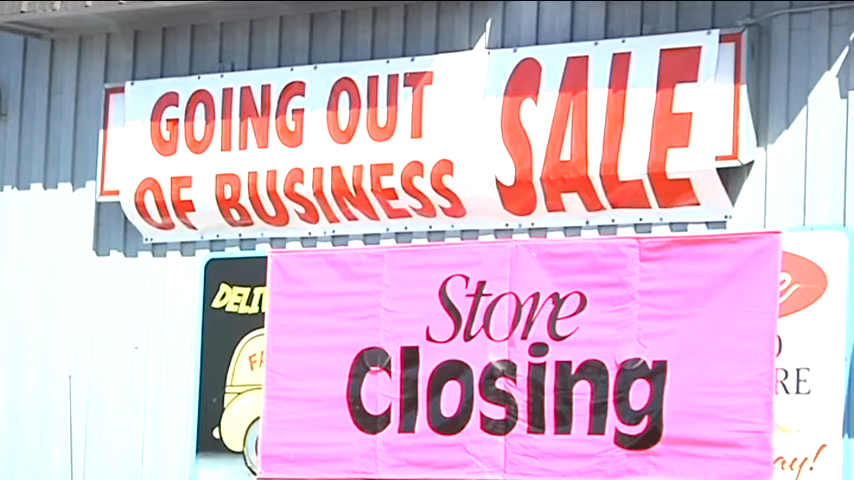 GOING OUT
OF BUSINESS
SALE
Store
Closing